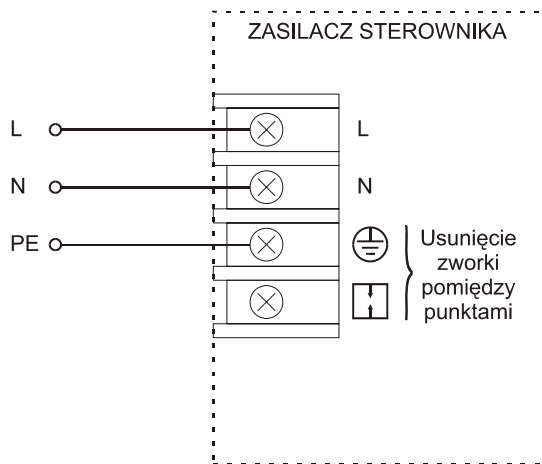 ZASILACZ STEROWNIKA
L
L
N
N
PE
Usunięcie
zworki
pomiędzy
punktami